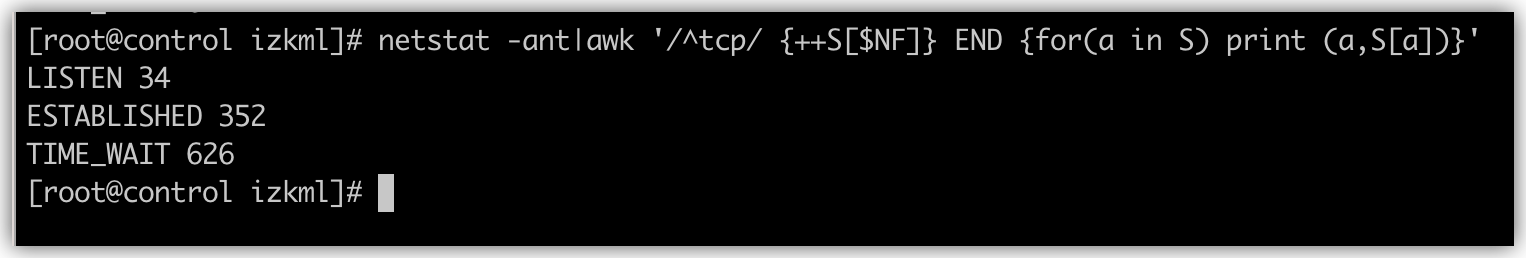 [root@control izkml]# netstat -ant|awk '/^tcp/ {++S[$NF]} END {for(a in S) print (a,S[a])}'
LISTEN 34
ESTABLISHED 352
TIME_WAIT 626
[root@control izkml]#